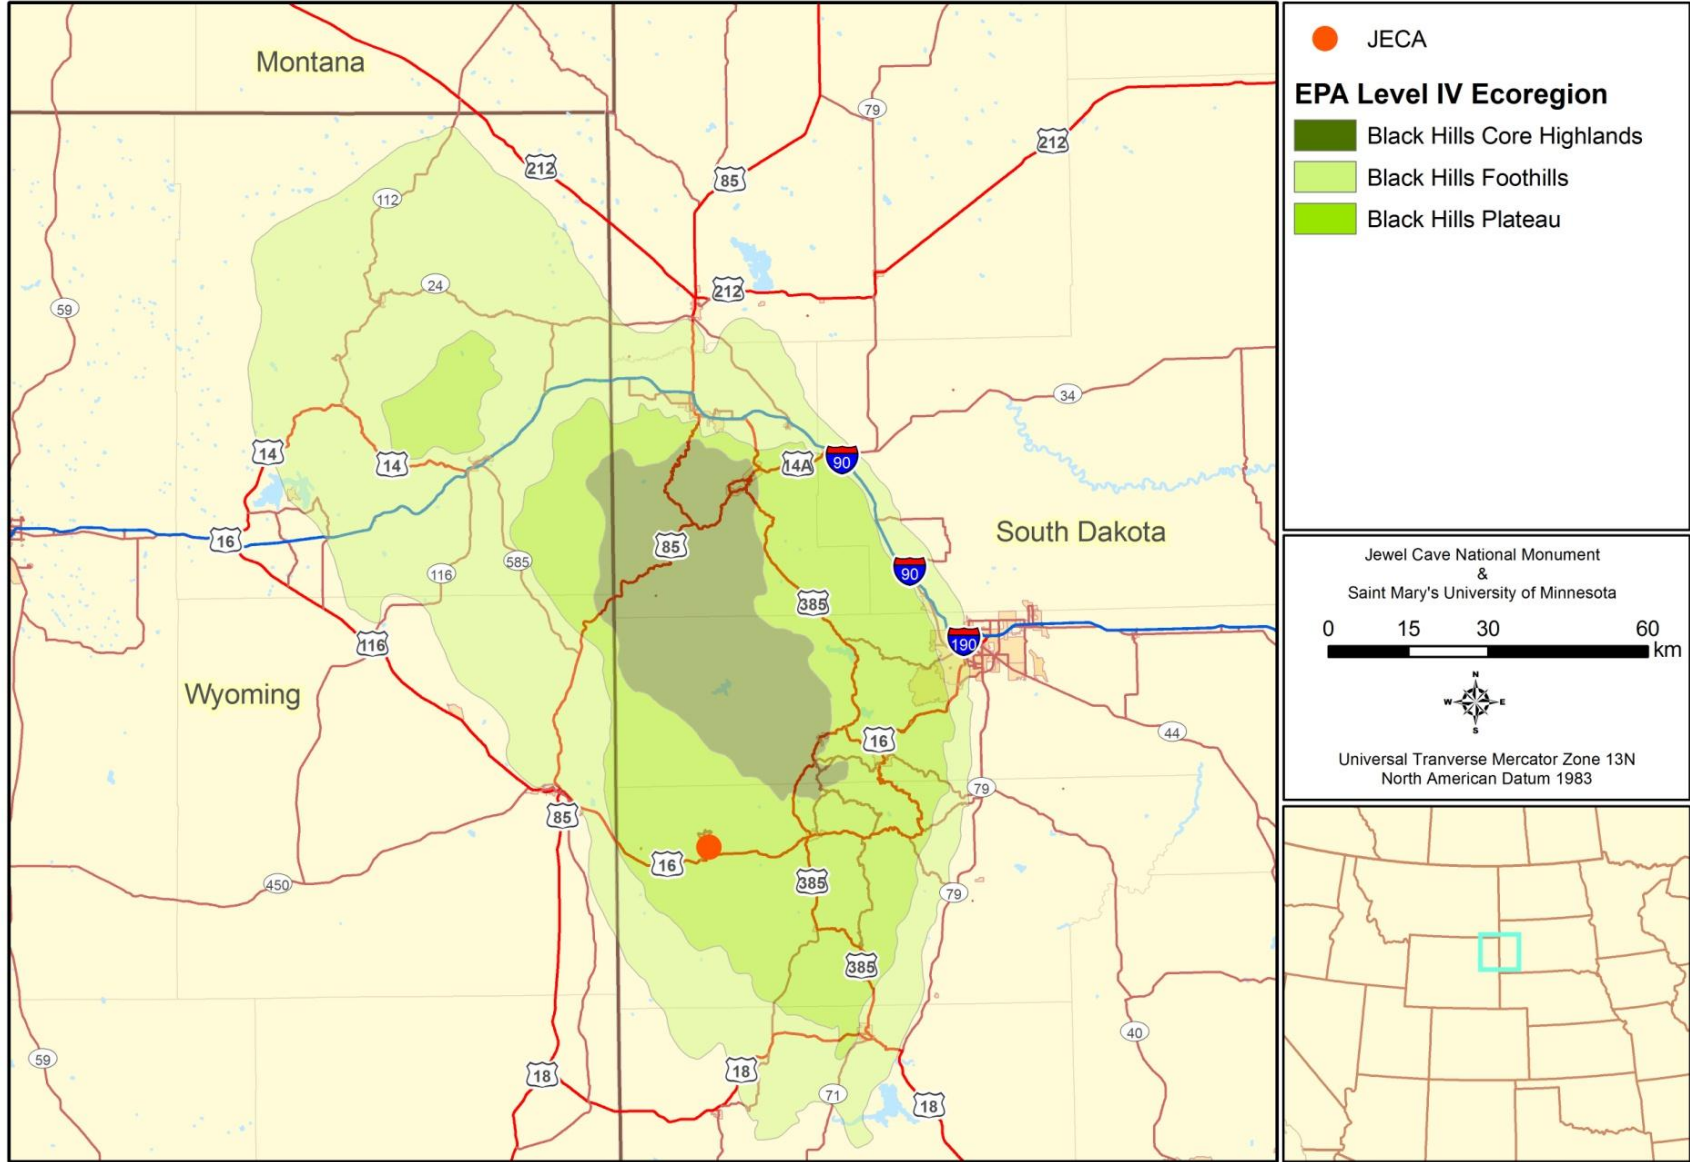 Montana
79
212
212
85
112
24
212
59
34
14
14
14A
90
16
South Dakota
85
90
116
585
385
190
116
Wyoming
44
16
79
85
16
385
450
79
385
40
59
18
18
71
18
JECA
EPA Level IV Ecoregion
Black Hills Core Highlands
Black Hills Foothills
Black Hills Plateau
Jewel Cave National Monument
&
Saint Mary's University of Minnesota
0 15 30 60
km
N
W E
S
Universal Tranverse Mercator Zone 13N
North American Datum 1983